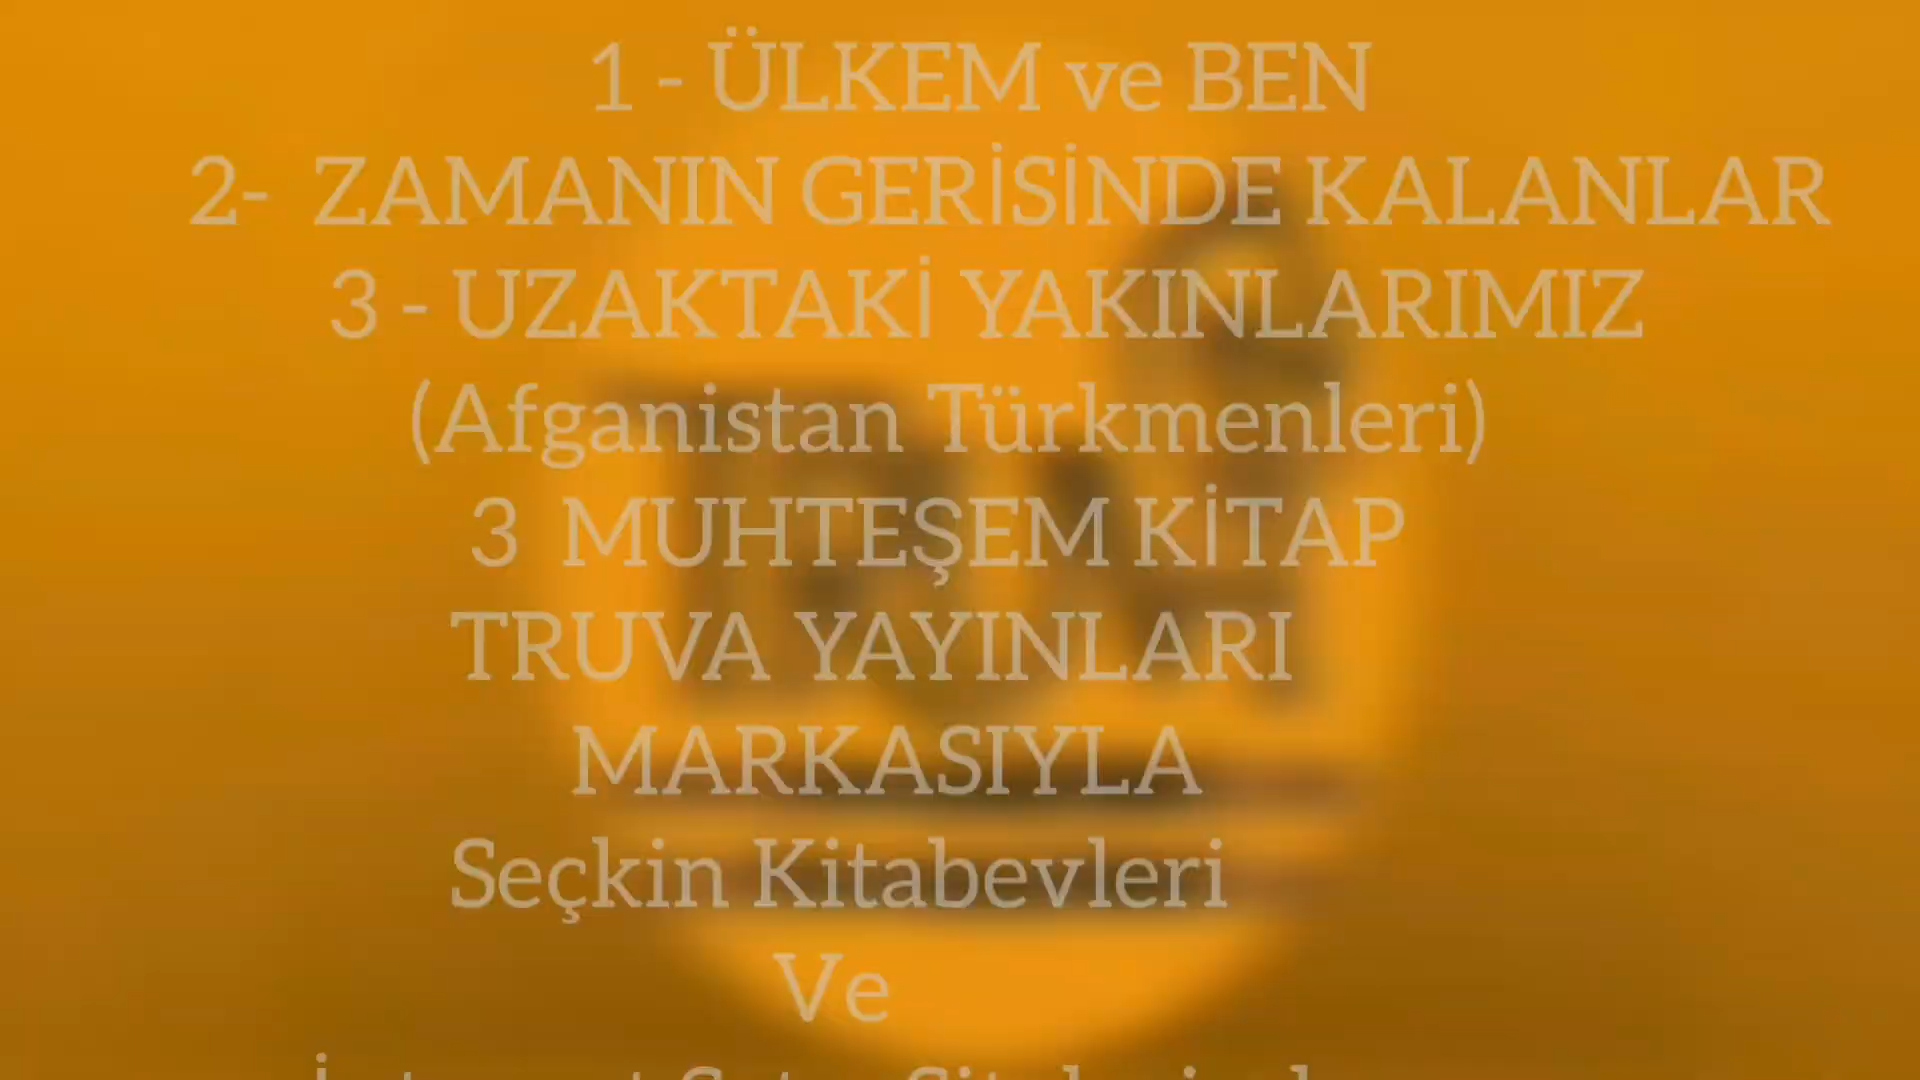 1 - ÜLKEM ve BEN
2- ZAMANIN GERİSİNDE KALANLAR
3 - UZAKTAKİ YAKINLARIMIZ
(Afganistan Türkmenleri)
3 MUHTEŞEM KİTAP
TRUVA YAYINLARI
MARKASIYLA
Seçkin Kitabevleri
Ve